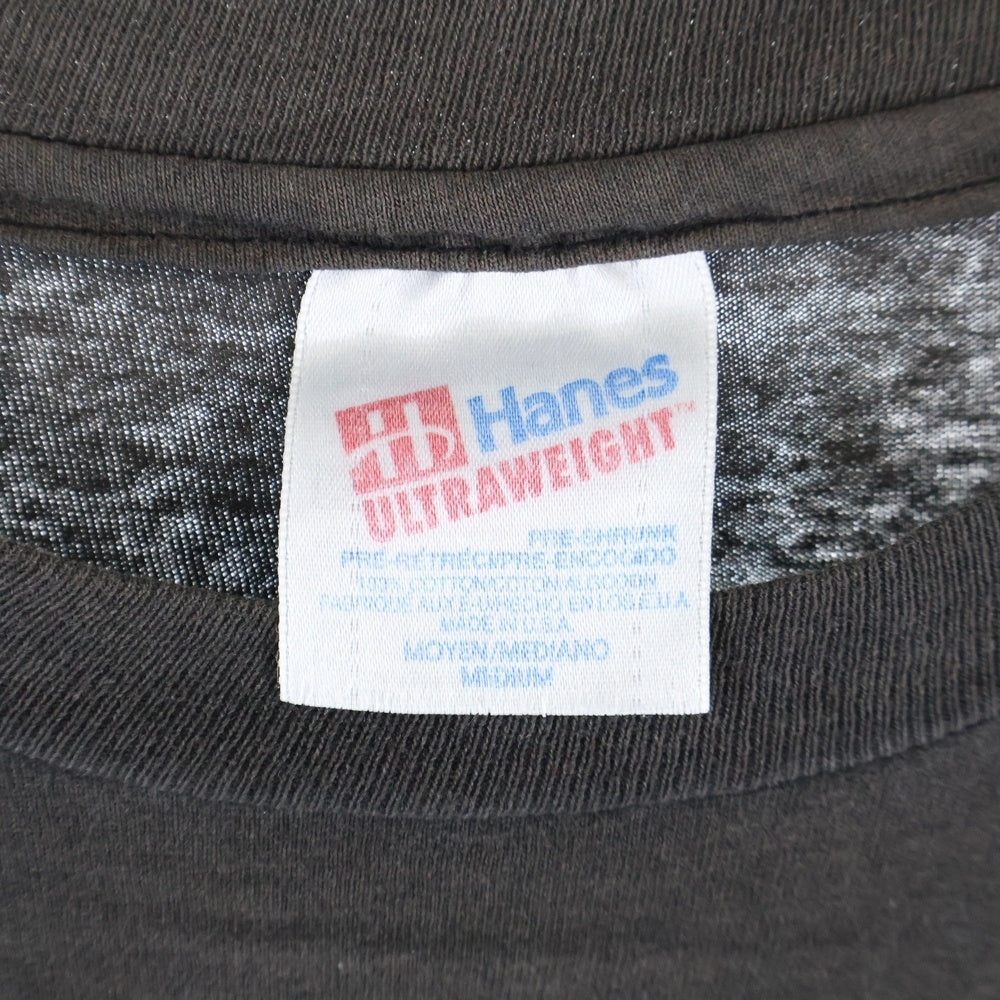 Hanes
ULTRAWEIGHT™
PRE-SHRUNK
PRÉ-RÉTRÉCI/PRE-ENCOGIDO
100% COTTON/COTON-ALGODON
FABRIQUÉ AUX É-U/HECHO EN LOS E.U.A.
MADE IN U.S.A.
MOYEN/MEDIANO
MEDIUM